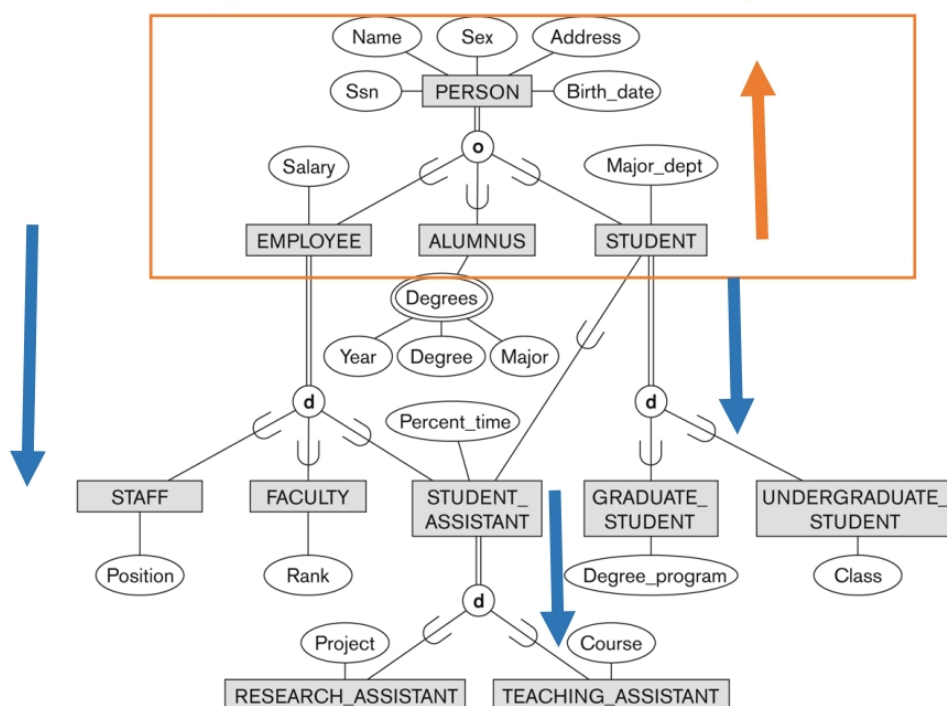 Name
Sex
Address
Ssn
PERSON
Birth_date
o
Salary
Major_dept
EMPLOYEE
ALUMNUS
STUDENT
Degrees
Year
Degree
Major
d
d
Percent_time
STAFF
FACULTY
STUDENT_
ASSISTANT
GRADUATE_
STUDENT
UNDERGRADUATE_
STUDENT
Position
Rank
Degree_program
Class
d
Project
Course
RESEARCH_ASSISTANT
TEACHING_ASSISTANT